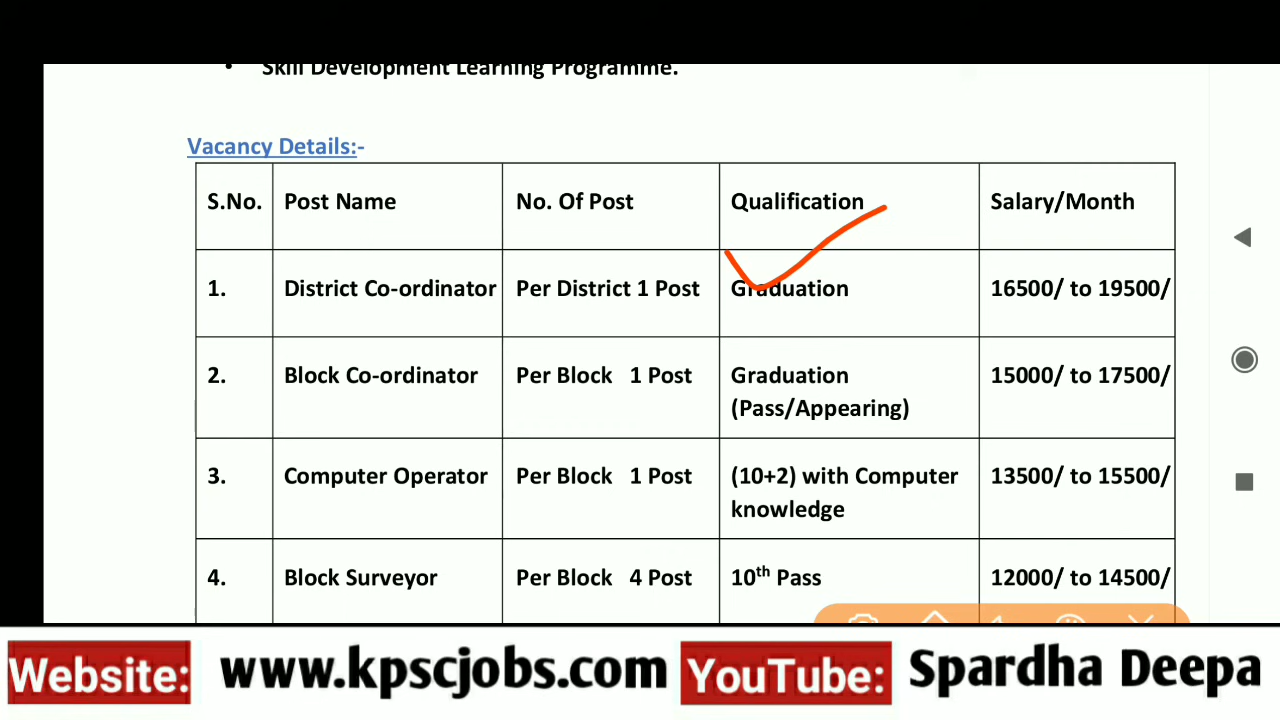 • Skill Development Learning Programme.
Vacancy Details:-
S.No. Post Name No. Of Post Qualification Salary/Month
1. District Co-ordinator Per District 1 Post Graduation 16500/ to 19500/
2. Block Co-ordinator Per Block 1 Post Graduation 15000/ to 17500/
(Pass/Appearing)
3. Computer Operator Per Block 1 Post (10+2) with Computer 13500/ to 15500/
knowledge
4. Block Surveyor Per Block 4 Post 10th Pass 12000/ to 14500/
Website: www.kpscjobs.com YouTube: Spardha Deepa